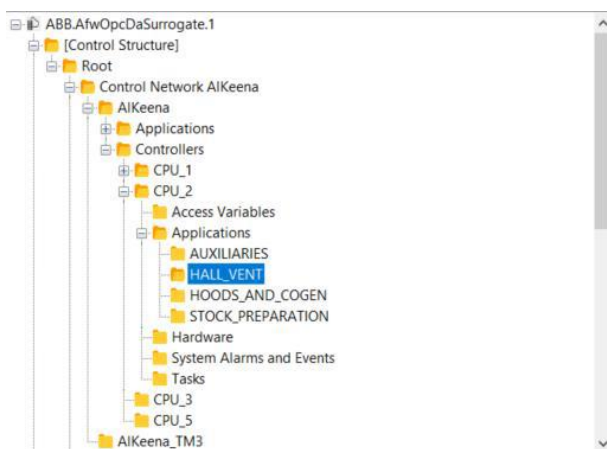 ABB.AfwOpcDaSurrogate.1
[Control Structure]
Root
Control Network AlKeena
AlKeena
Applications
Controllers
CPU_1
CPU_2
Access Variables
Applications
AUXILIARIES
HALL_VENT
HOODS_AND_COGEN
STOCK_PREPARATION
Hardware
System Alarms and Events
Tasks
CPU_3
CPU_5
AlKeena_TM3